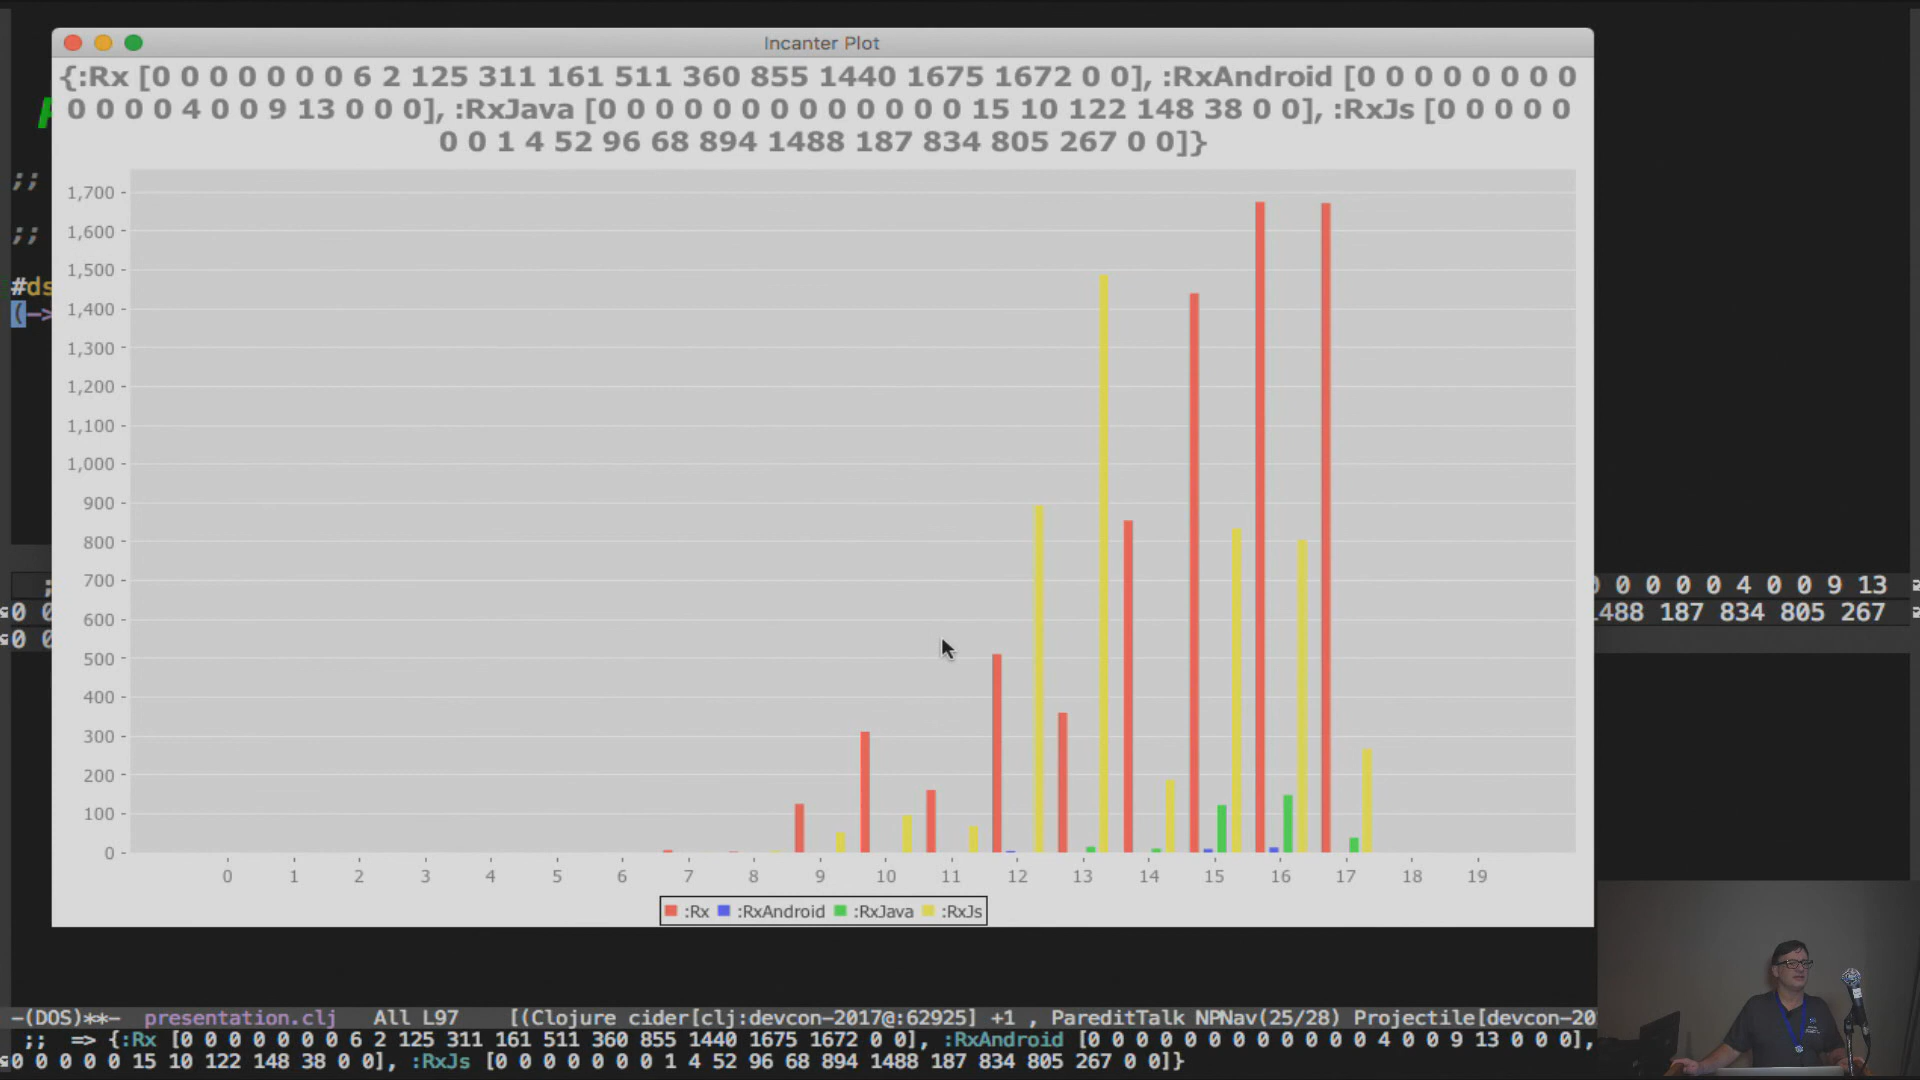 Incanter Plot
{:Rx [0 0 0 0 0 0 0 6 2 125 311 161 511 360 855 1440 1675 1672 0 0], :RxAndroid [0 0 0 0 0 0 0 0
0 0 0 0 4 0 0 9 13 0 0 0], :RxJava [0 0 0 0 0 0 0 0 0 0 0 0 0 15 10 122 148 38 0 0], :RxJs [0 0 0 0 0
0 0 1 4 52 96 68 894 1488 187 834 805 267 0 0]}
;;
;;
#ds
(->
1,700
1,600
1,500
1,400
1,300
1,200
1,100
1,000
900
800
700
600
500
400
300
200
100
0
0 1 2 3 4 5 6 7 8 9 10 11 12 13 14 15 16 17 18 19
:Rx :RxAndroid :RxJava :RxJs
; 0 0 0 0 0 4 0 0 9 13
0 0 1488 187 834 805 267
0 0
-(DOS)**- presentation.clj All L97 [(Clojure cider[clj:devcon-2017@:62925] +1 , PareditTalk NPNav(25/28) Projectile[devcon-20
;; => {:Rx [0 0 0 0 0 0 0 6 2 125 311 161 511 360 855 1440 1675 1672 0 0], :RxAndroid [0 0 0 0 0 0 0 0 0 0 0 0 4 0 0 9 13 0 0 0],
0 0 0 0 0 15 10 122 148 38 0 0], :RxJs [0 0 0 0 0 0 0 1 4 52 96 68 894 1488 187 834 805 267 0 0]}